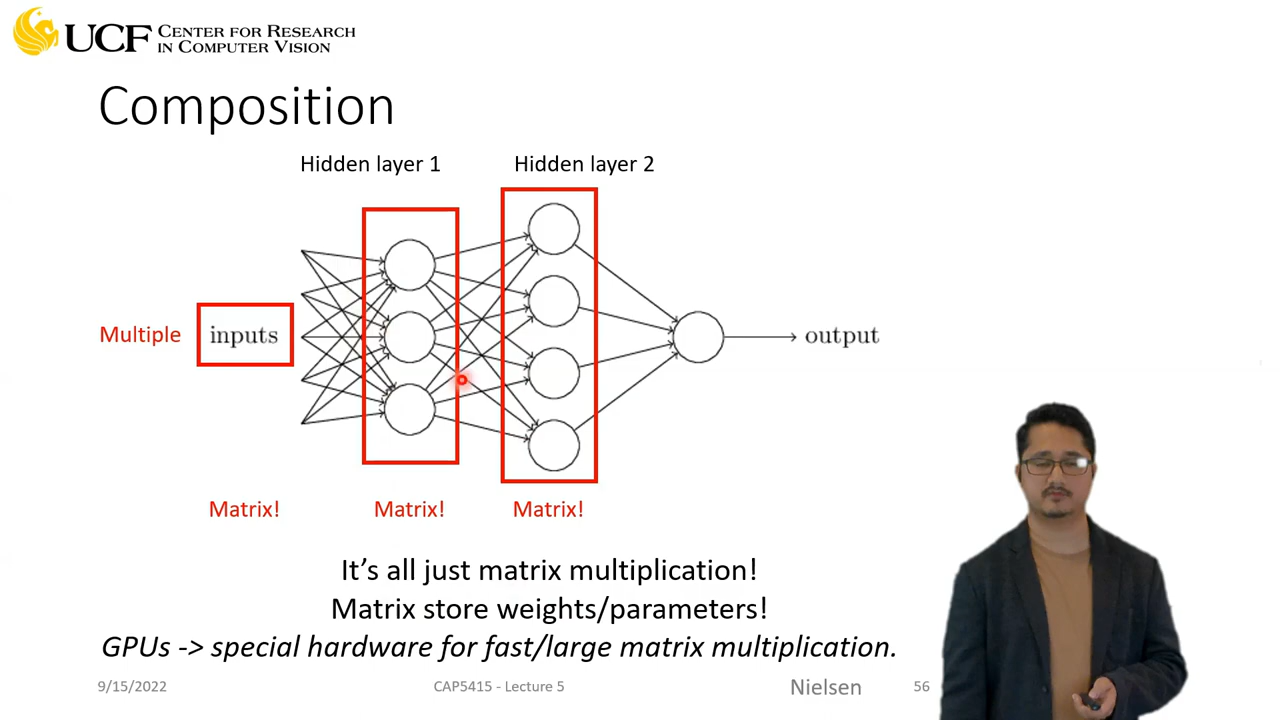 UCF CENTER FOR RESEARCH
IN COMPUTER VISION
Composition
Hidden layer 1
Hidden layer 2
Multiple
inputs
output
Matrix!
Matrix!
Matrix!
It's all just matrix multiplication!
Matrix store weights/parameters!
GPUs -> special hardware for fast/large matrix multiplication.
9/15/2022
CAP5415 - Lecture 5
Nielsen
56